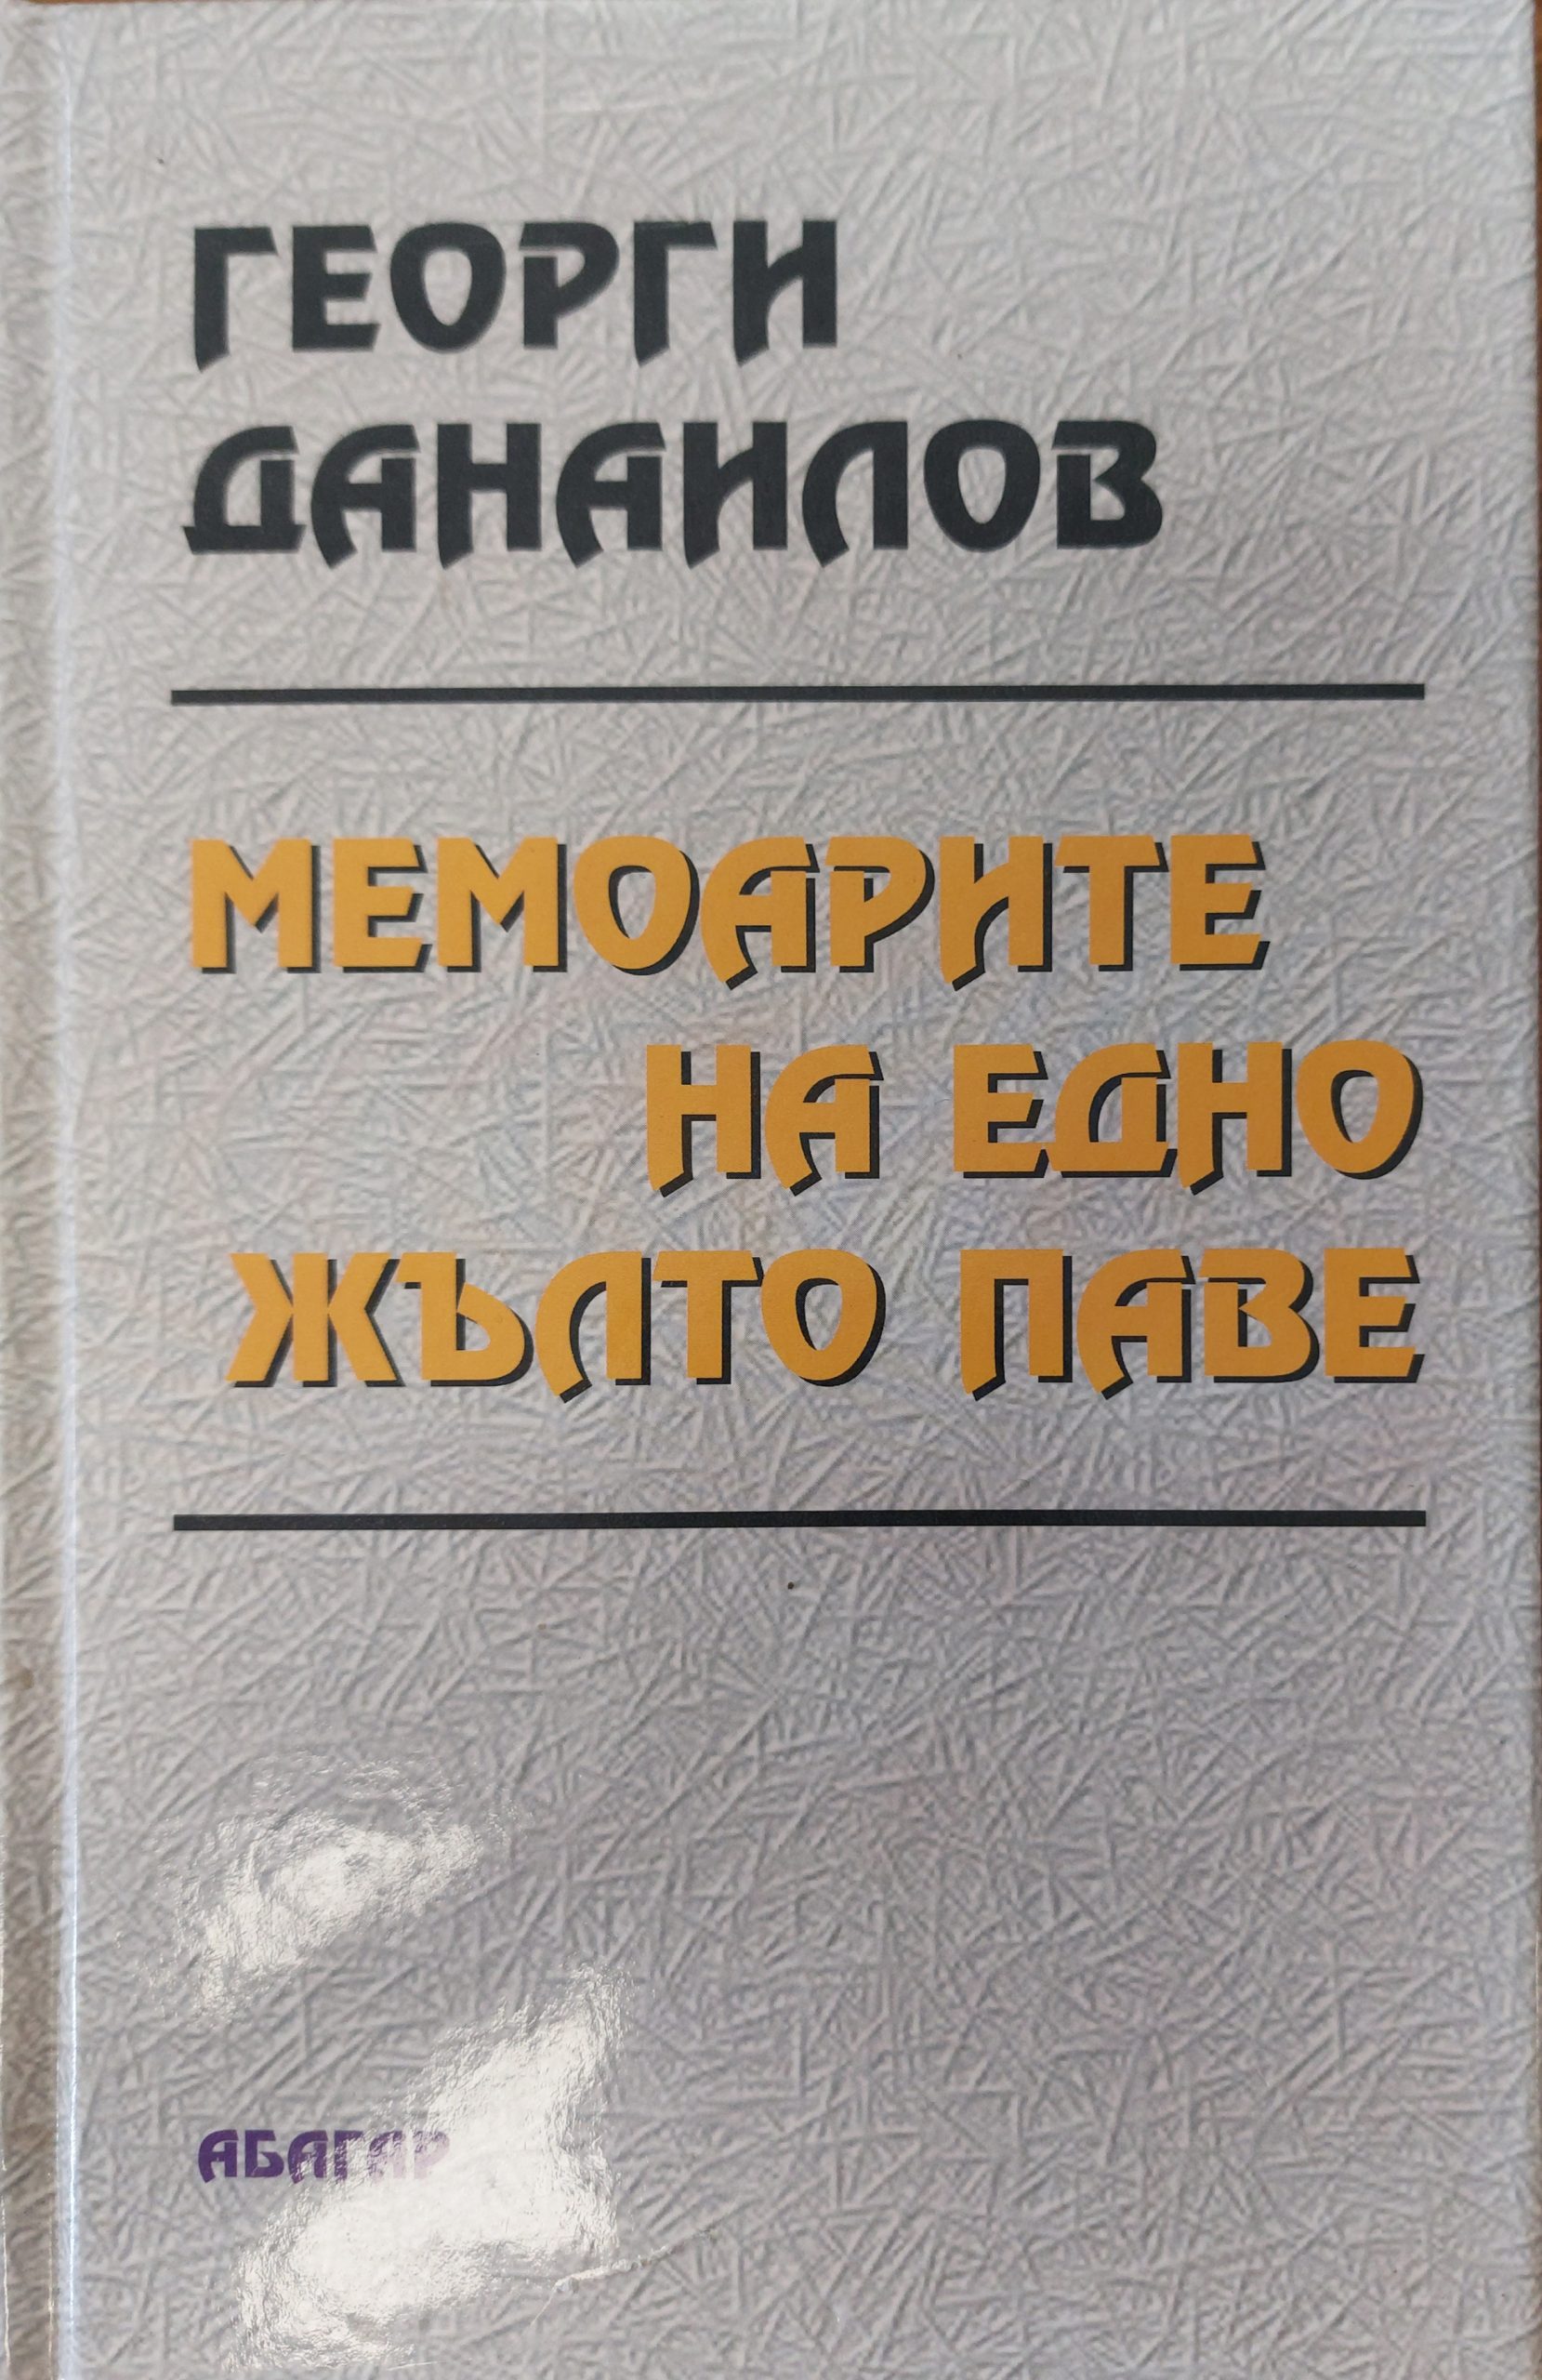 ГЕОРГИ
ДАНАИЛОВ
МЕМОАРИТЕ
НА ЕДНО
ЖЪЛТО ПАВЕ
АБАГАР